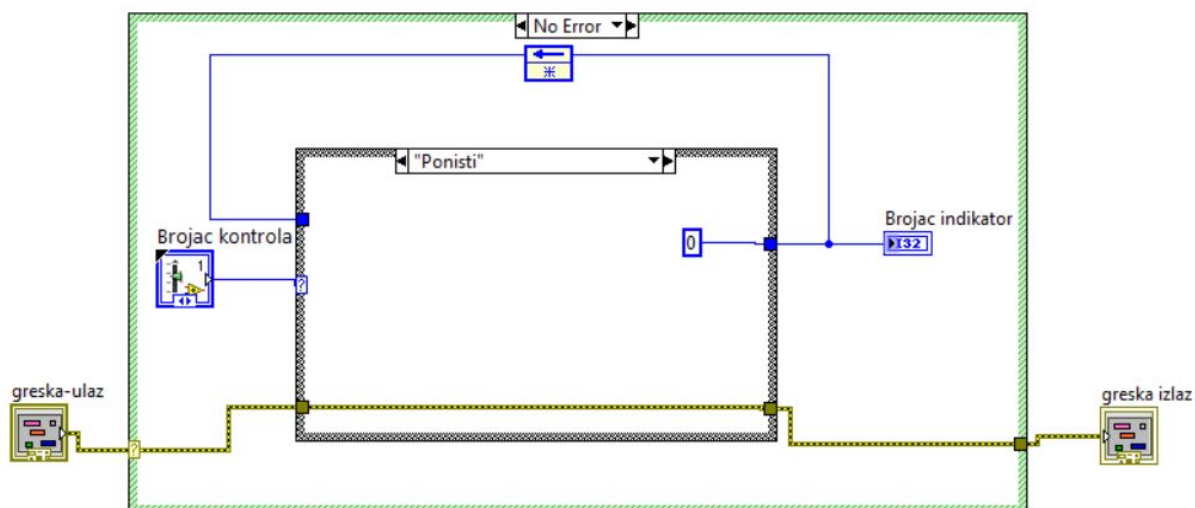 No Error
"Ponisti"
Brojac kontrola
1
?
0
Brojac indikator
I32
greska-ulaz
?
greska izlaz